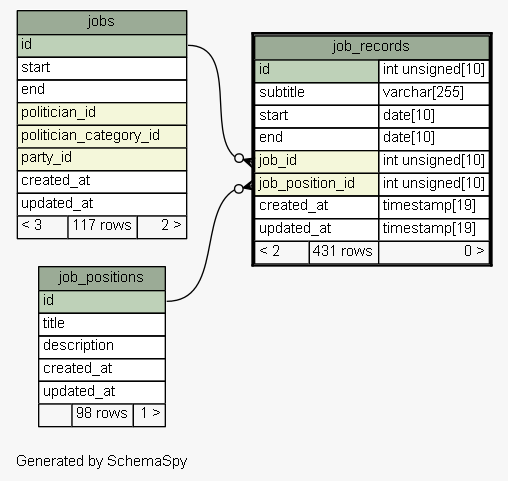 jobs
id
start
end
politician_id
politician_category_id
party_id
created_at
updated_at
< 3 117 rows 2 >
job_records
id int unsigned[10]
subtitle varchar[255]
start date[10]
end date[10]
job_id int unsigned[10]
job_position_id int unsigned[10]
created_at timestamp[19]
updated_at timestamp[19]
< 2 431 rows 0 >
job_positions
id
title
description
created_at
updated_at
98 rows 1 >
Generated by SchemaSpy